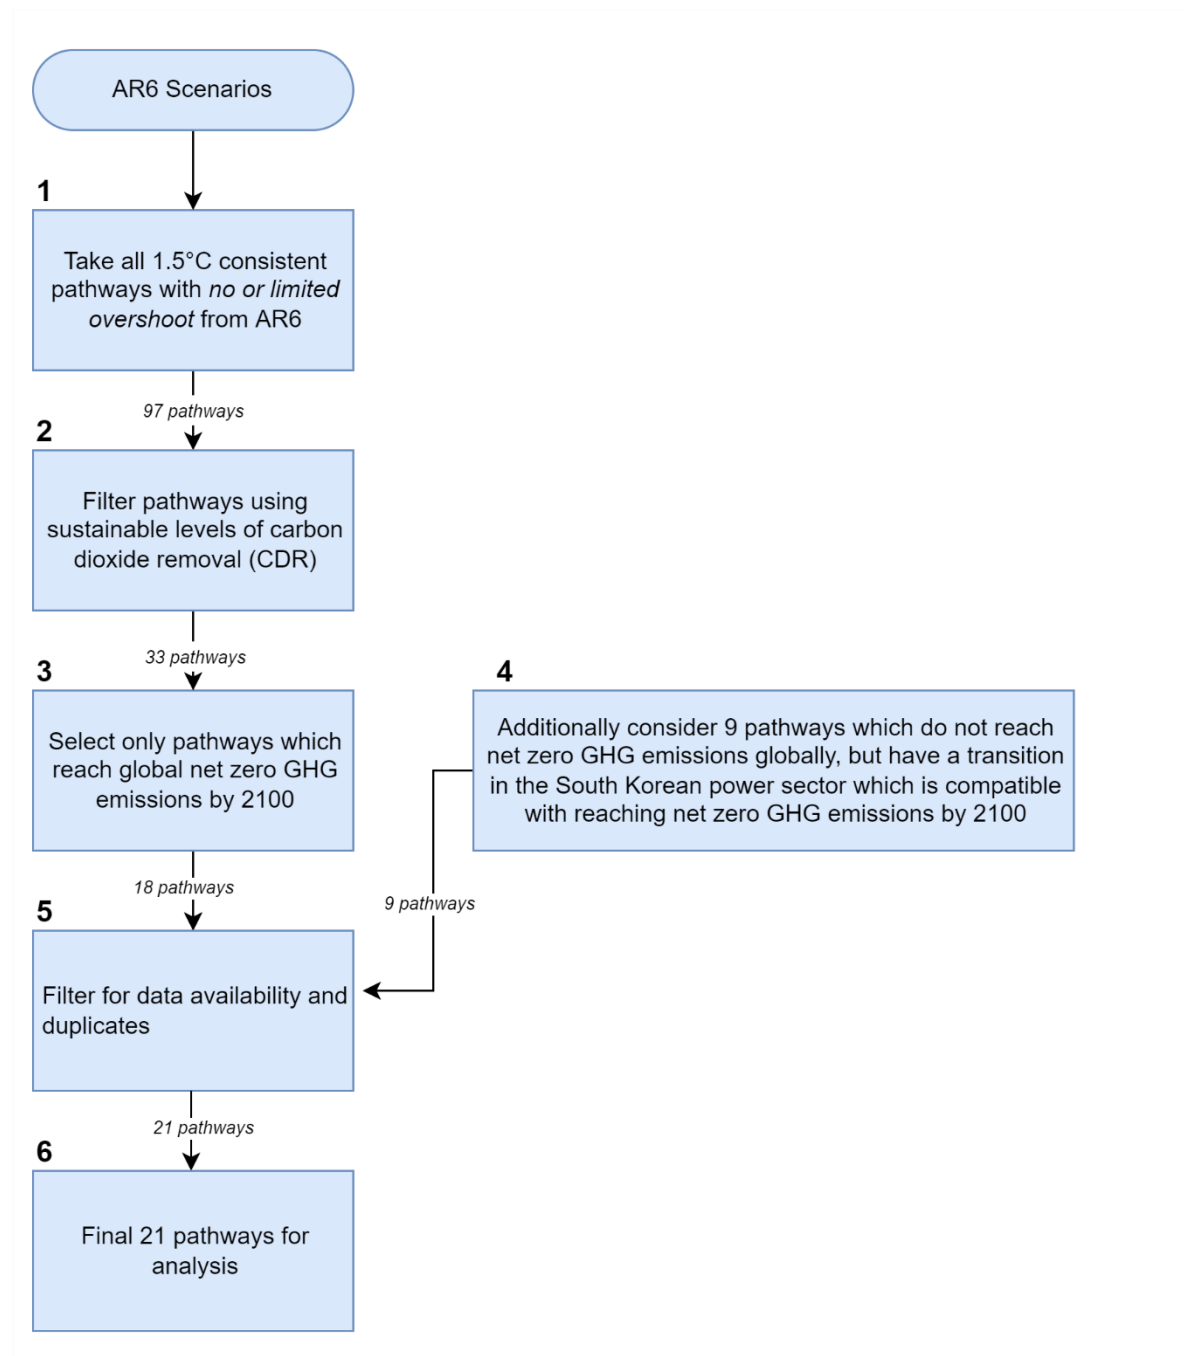 AR6 Scenarios
1
Take all 1.5°C consistent
pathways with no or limited
overshoot from AR6
97 pathways
2
Filter pathways using
sustainable levels of carbon
dioxide removal (CDR)
33 pathways
3
Select only pathways which
reach global net zero GHG
emissions by 2100
4
Additionally consider 9 pathways which do not reach
net zero GHG emissions globally, but have a transition
in the South Korean power sector which is compatible
with reaching net zero GHG emissions by 2100
18 pathways
9 pathways
5
Filter for data availability and
duplicates
21 pathways
6
Final 21 pathways for
analysis